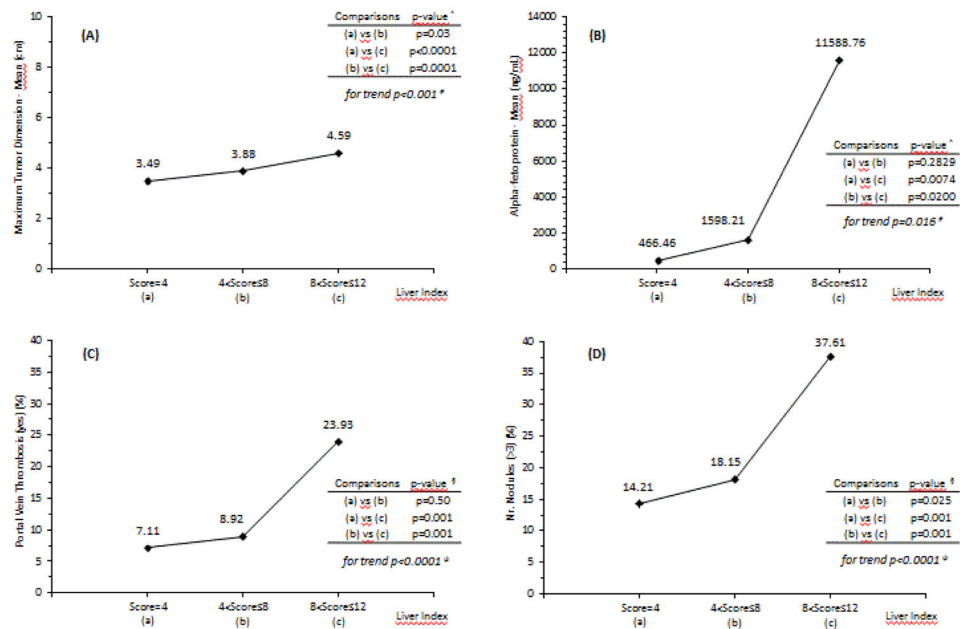 (A)
Maximum Tumor Dimension - Mean (cm)
10
8
6
4
2
0
3.49
3.88
4.59
Comparisons p-value ^
(a) vs (b) p=0.03
(a) vs (c) p<0.0001
(b) vs (c) p=0.0001
for trend p<0.001
Score=4 4<Score≤8 8<Score≤12 Liver Index
(a) (b) (c)
(B)
Alpha-fetoprotein - Mean (ng/mL)
14000
12000
10000
8000
6000
4000
2000
0
466.46
1598.21
11588.76
Comparisons p-value ^
(a) vs (b) p=0.2829
(a) vs (c) p=0.0074
(b) vs (c) p=0.0200
for trend p=0.016
Score=4 4<Score≤8 8<Score≤12 Liver Index
(a) (b) (c)
(C)
Portal Vein Thrombosis (yes) (%)
40
35
30
25
20
15
10
5
0
7.11
8.92
23.93
Comparisons p-value
(a) vs (b) p=0.50
(a) vs (c) p=0.001
(b) vs (c) p=0.001
for trend p<0.0001
Score=4 4<Score≤8 8<Score≤12 Liver Index
(a) (b) (c)
(D)
Nr. Nodules (>3) (%)
40
35
30
25
20
15
10
5
0
14.21
18.15
37.61
Comparisons p-value
(a) vs (b) p=0.025
(a) vs (c) p=0.001
(b) vs (c) p=0.001
for trend p<0.0001
Score=4 4<Score≤8 8<Score≤12 Liver Index
(a) (b) (c)